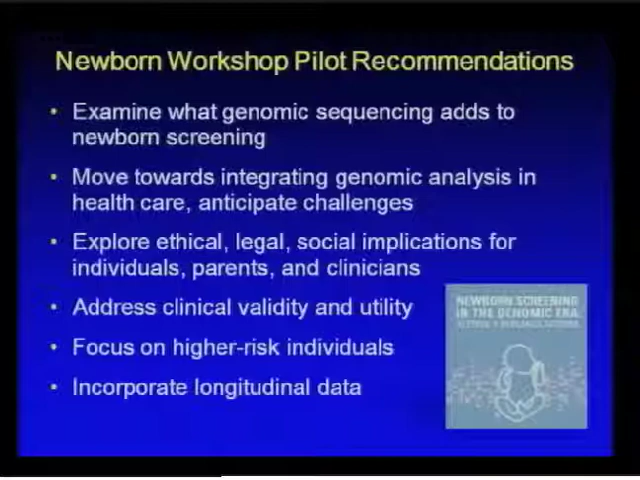 Newborn Workshop Pilot Recommendations
• Examine what genomic sequencing adds to
newborn screening
• Move towards integrating genomic analysis in
health care, anticipate challenges
• Explore ethical, legal, social implications for
individuals, parents, and clinicians
• Address clinical validity and utility
• Focus on higher-risk individuals
• Incorporate longitudinal data
NEWBORN SCREENING
IN THE GENOMIC ERA